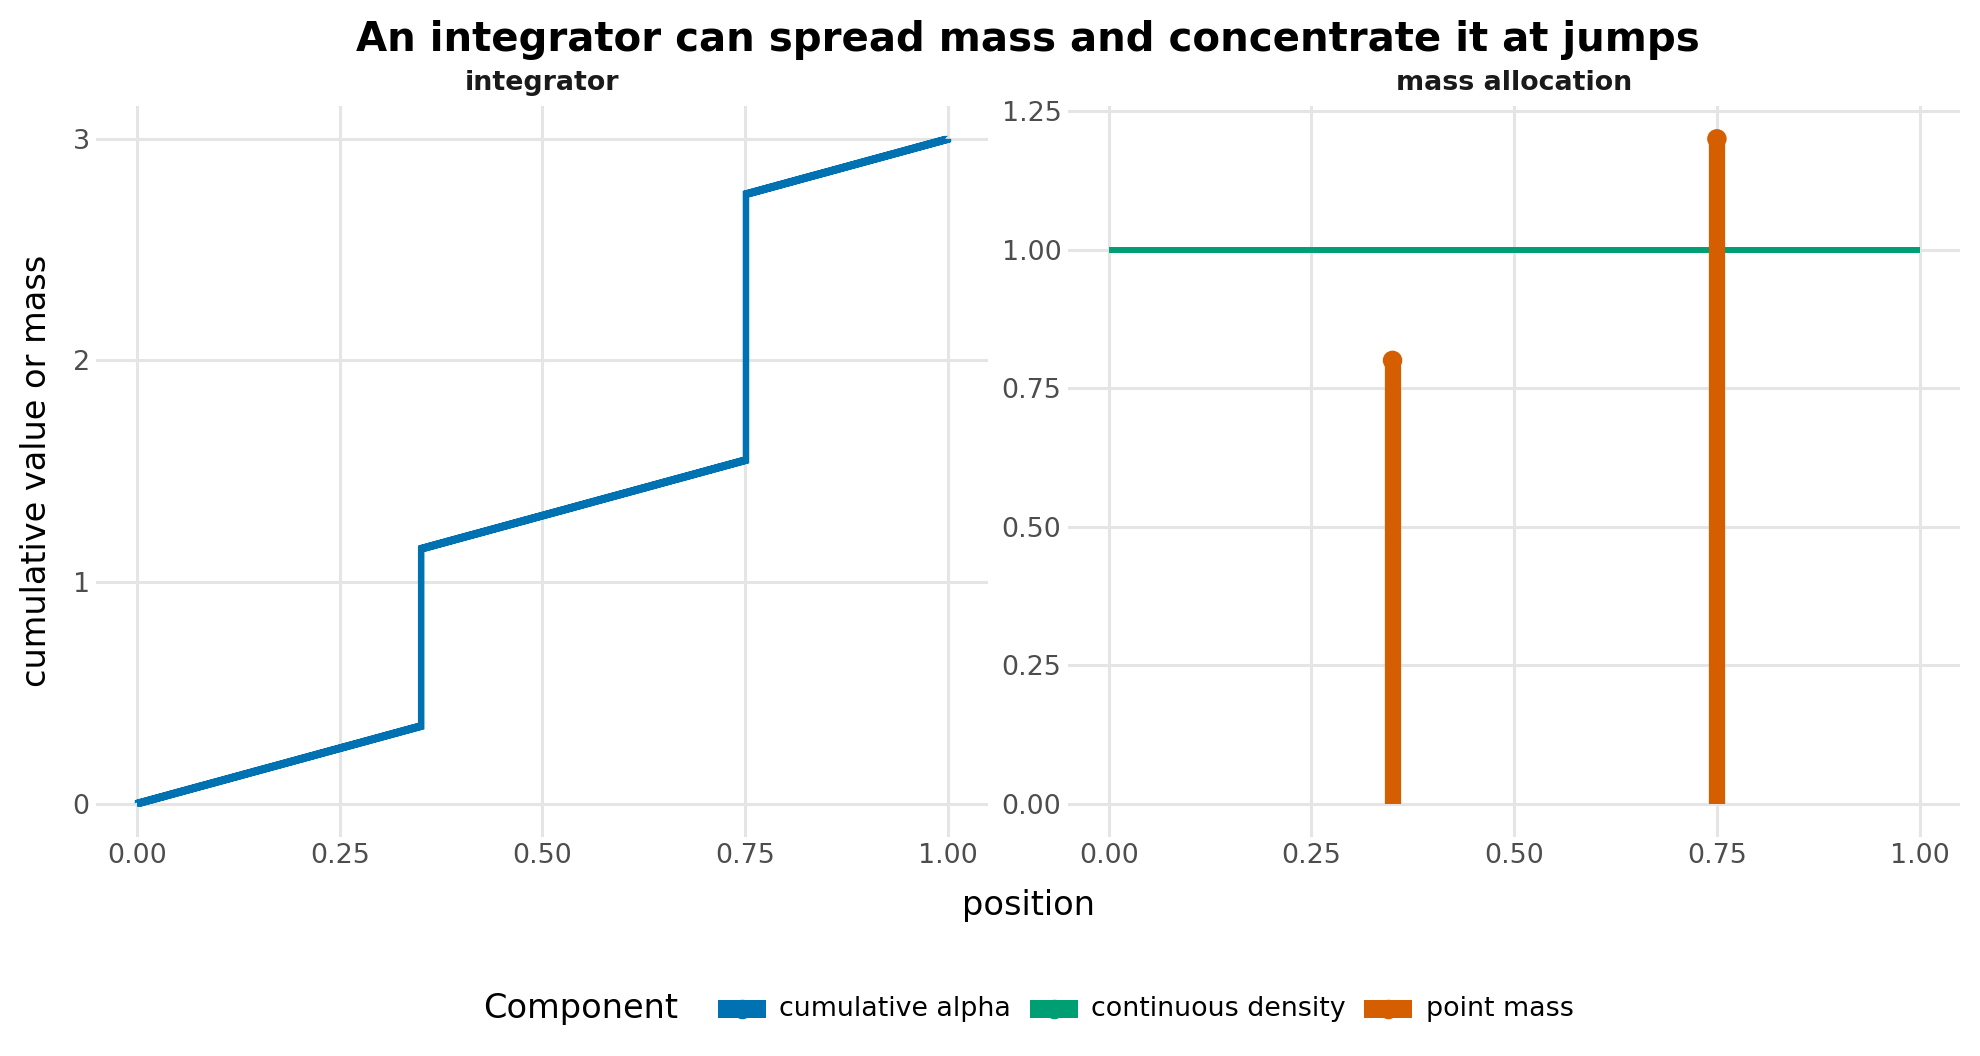 An integrator can spread mass and concentrate it at jumps
integrator
mass allocation
cumulative value or mass
3
2
1
0
1.25
1.00
0.75
0.50
0.25
0.00
0.00 0.25 0.50 0.75 1.00
0.00 0.25 0.50 0.75 1.00
position
Component cumulative alpha continuous density point mass